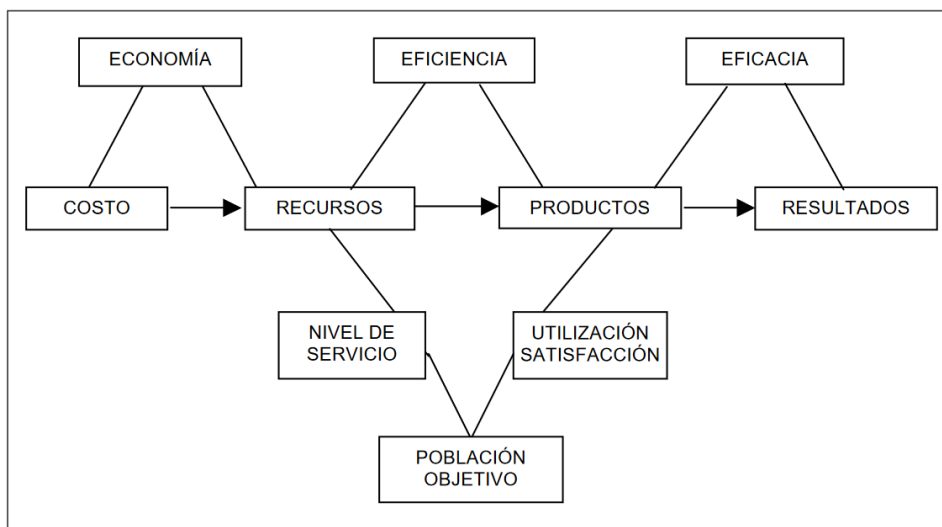 ECONOMÍA
EFICIENCIA
EFICACIA
COSTO
RECURSOS
PRODUCTOS
RESULTADOS
NIVEL DE
SERVICIO
UTILIZACIÓN
SATISFACCIÓN
POBLACIÓN
OBJETIVO